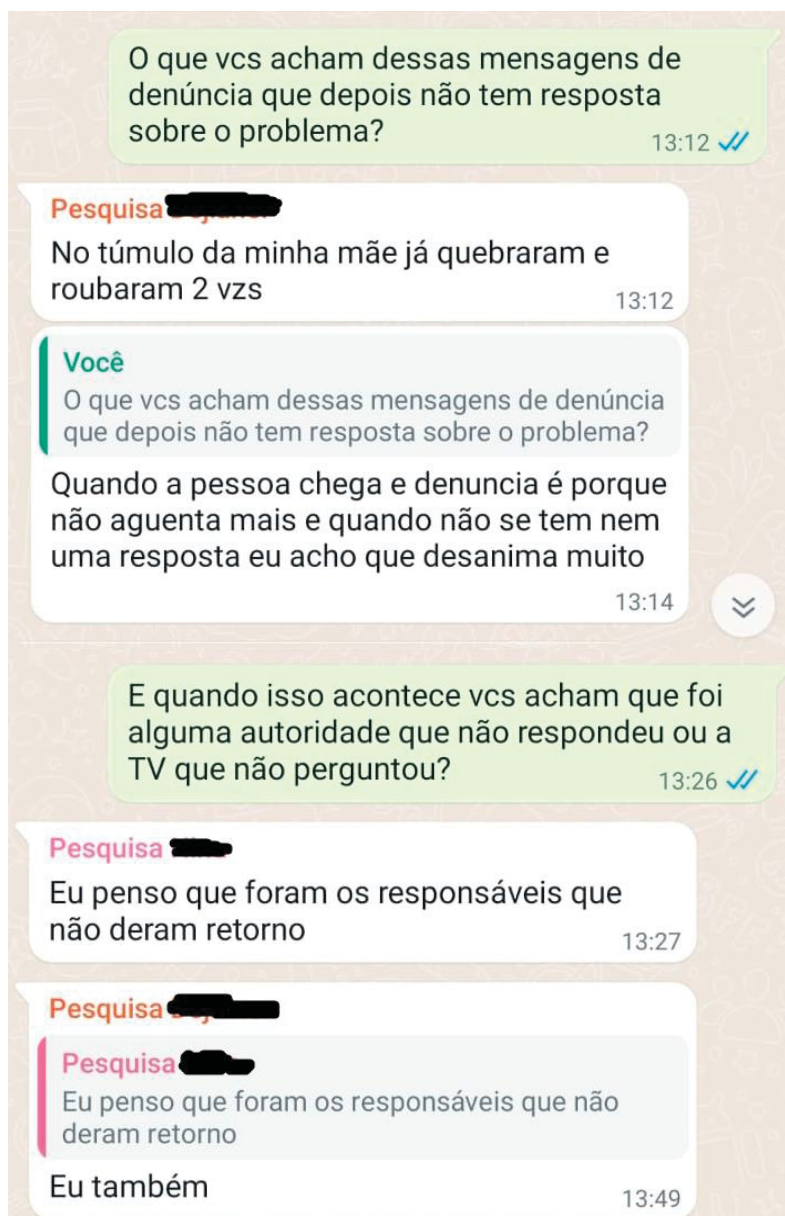 O que vcs acham dessas mensagens de
denúncia que depois não tem resposta
sobre o problema?
13:12
Pesquisa
No túmulo da minha mãe já quebraram e
roubaram 2 vzs
13:12
Você
O que vcs acham dessas mensagens de denúncia
que depois não tem resposta sobre o problema?
Quando a pessoa chega e denuncia é porque
não aguenta mais e quando não se tem nem
uma resposta eu acho que desanima muito
13:14
E quando isso acontece vcs acham que foi
alguma autoridade que não respondeu ou a
TV que não perguntou?
13:26
Pesquisa
Eu penso que foram os responsáveis que
não deram retorno
13:27
Pesquisa
Pesquisa
Eu penso que foram os responsáveis que não
deram retorno
Eu também
13:49